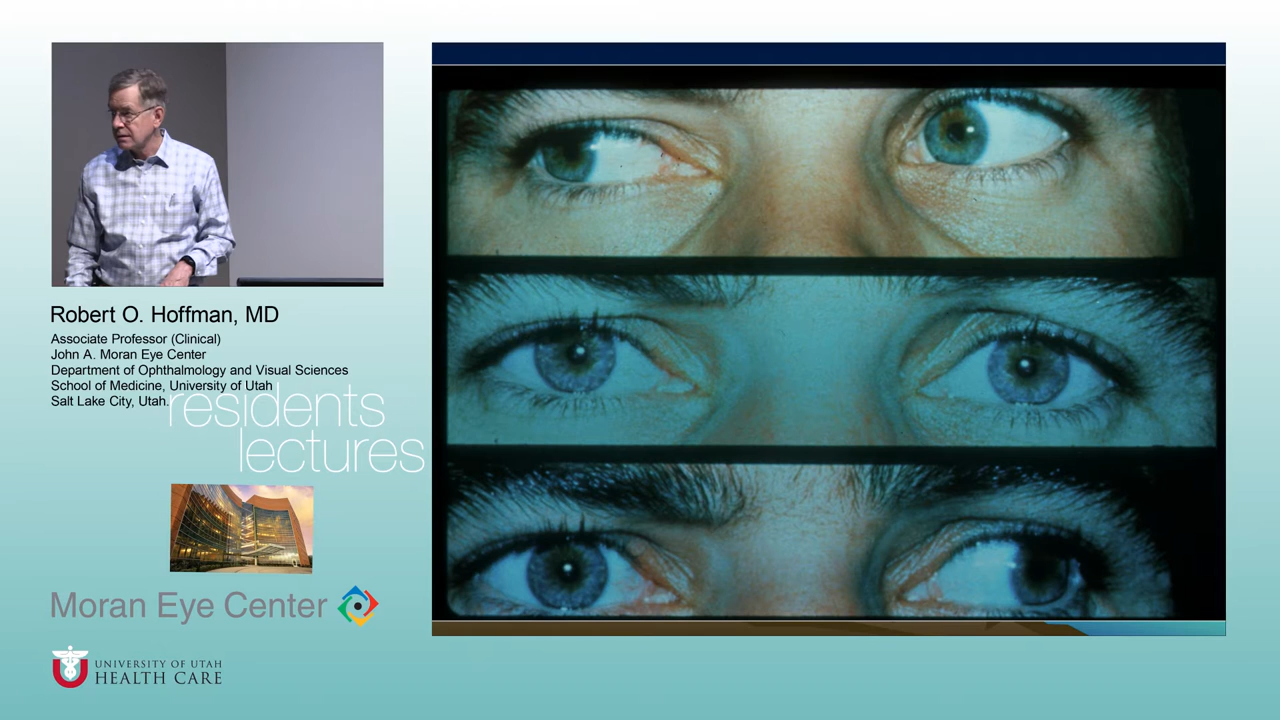 Robert O. Hoffman, MD
Associate Professor (Clinical)
John A. Moran Eye Center
Department of Ophthalmology and Visual Sciences
School of Medicine, University of Utah
Salt Lake City, Utah.
residents
lectures
Moran Eye Center
UNIVERSITY OF UTAH
HEALTH CARE